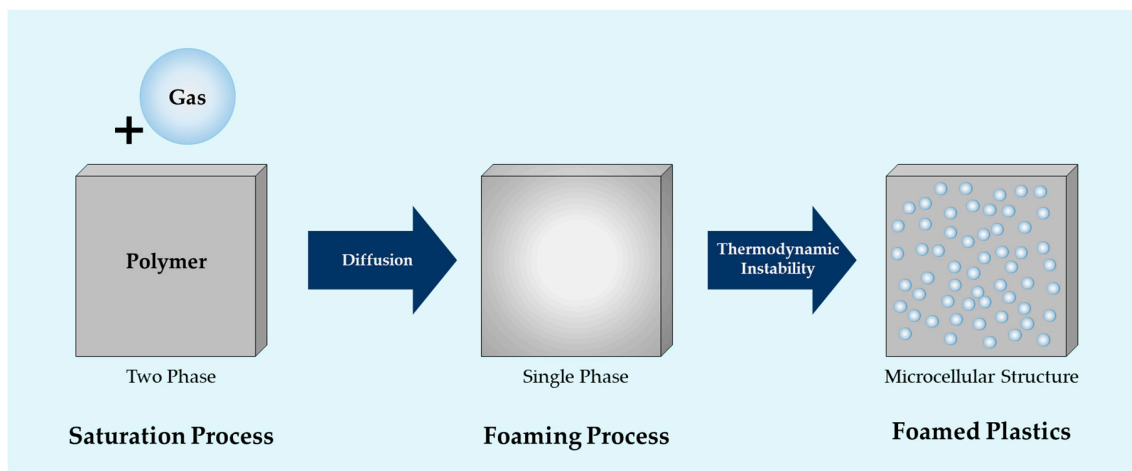 Gas
+
Polymer
Diffusion
Thermodynamic
Instability
Two Phase
Single Phase
Microcellular Structure
Saturation Process
Foaming Process
Foamed Plastics